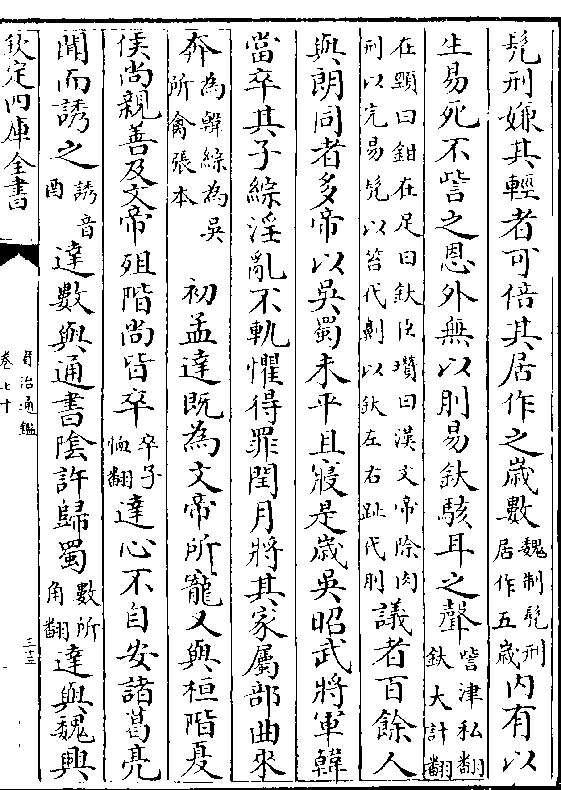 髠刑嫌其輕者可倍其居作之歲數魏制髠刑居作五歲内有以
生易死不訾之恩外無以刖易釱駭耳之聲訾津私翻釱大計翻
在頸曰鉗在足曰釱臣瓚曰漢文帝除肉刑以完易髠以笞代劓以釱左右趾代刖議者百餘人
與朗同者多帝以吳蜀未平且寢是歲吳昭武將軍韓
當卒其子綜淫亂不軌懼得罪閏月將其家屬部曲來
奔為韓綜為吳所禽張本初孟達既為文帝所寵又與桓階夏
侯尚親善及文帝殂階尚皆卒卒子恤翻達心不自安諸葛亮
聞而誘之誘音酉達數與通書陰許歸蜀數所角翻達與魏興
欽定四庫全書
資治通鑑
卷七十
三十三